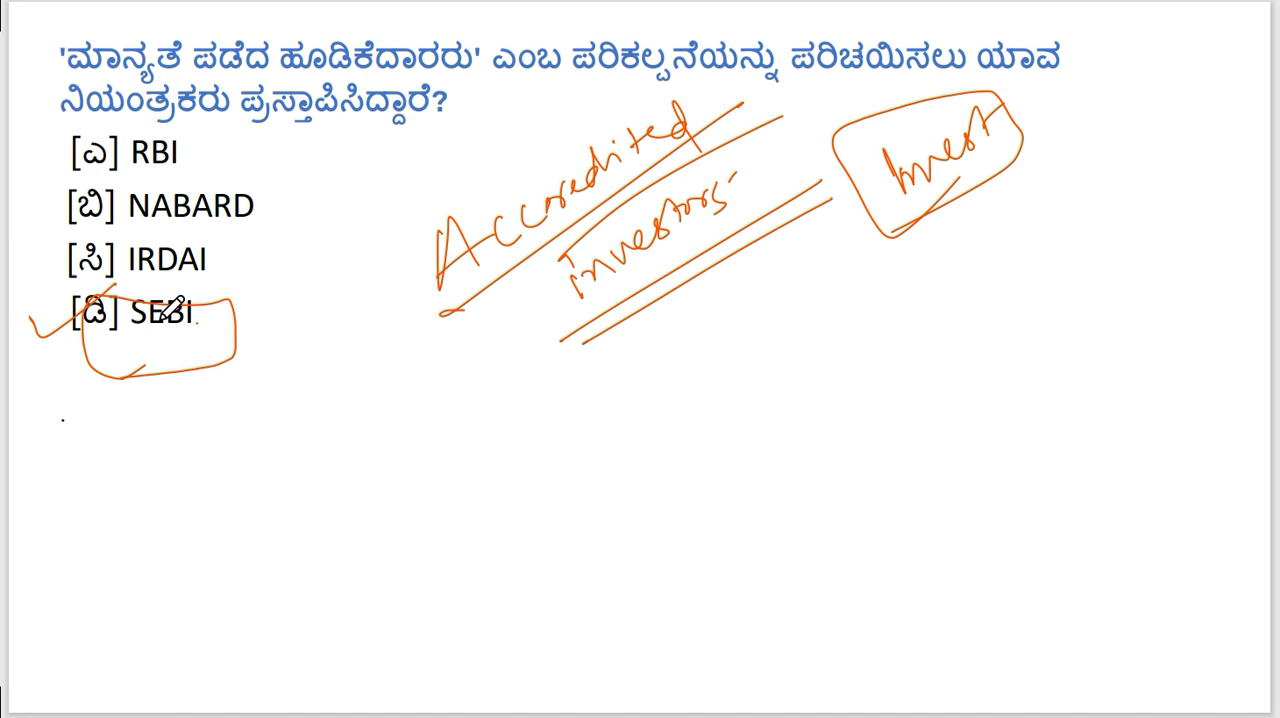 'ಮಾನ್ಯತೆ ಪಡೆದ ಹೂಡಿಕೆದಾರರು' ಎಂಬ ಪರಿಕಲ್ಪನೆಯನ್ನು ಪರಿಚಯಿಸಲು ಯಾವ
ನಿಯಂತ್ರಕರು ಪ್ರಸ್ತಾಪಿಸಿದ್ದಾರೆ?
[ಎ] RBI
[ಬಿ] NABARD
[ಸಿ] IRDAI
[ಡಿ] SEBI
.
Accredited
investors
Invest